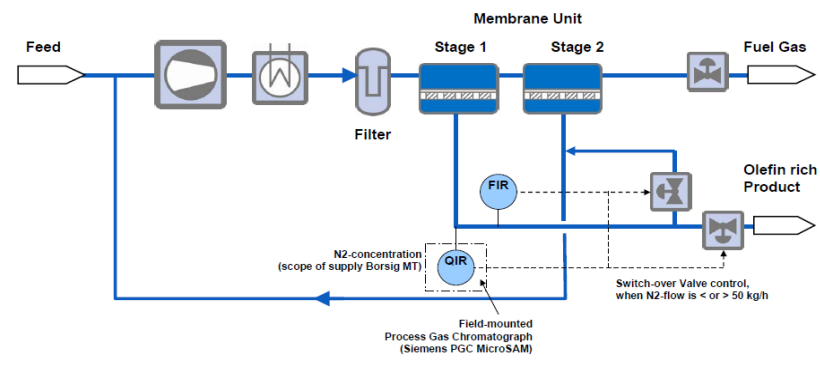 Membrane Unit
Feed
Stage 1
Stage 2
Fuel Gas
Filter
Olefin rich
Product
FIR
N2-concentration
(scope of supply Borsig MT)
QIR
Switch-over Valve control,
when N2-flow is < or > 50 kg/h
Field-mounted
Process Gas Chromatograph
(Siemens PGC MicroSAM)